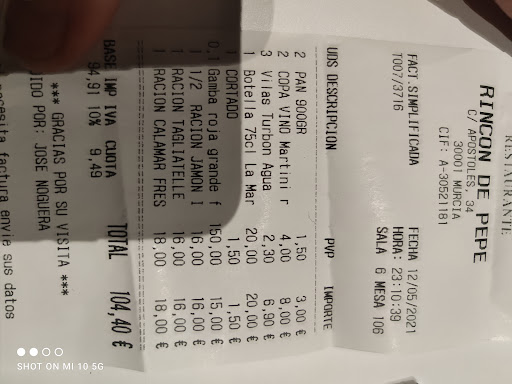 RESTAURANTE
RINCON DE PEPE
C/ APOSTOLES, 34
30001 MURCIA
CIF: A-30521181
FACT.SIMPLIFICADA FECHA 12/05/2021
T007/3716 HORA: 23:10:39
SALA 6 MESA 106
UDS DESCRIPCION PVP IMPORTE
2 PAN 900GR 1,50 3,00 €
2 COPA VINO Martini r 4,00 8,00 €
3 Vilas Turbon Agua 2,30 6,90 €
1 Botella 75cl La Mar 20,00 20,00 €
1 CORTADO 1,50 1,50 €
0,1 Gamba roja grande f 150,00 15,00 €
1 1/2 RACION JAMON I 16,00 16,00 €
1 RACION TAGLIATELLE 16,00 16,00 €
1 RACION CALAMAR FRES 18,00 18,00 €
TOTAL 104,40 €
BASE IMP IVA CUOTA
94,91 10% 9,49
*** GRACIAS POR SU VISITA ***
IDO POR: JOSE NOGUERA
necesita factura envie sus datos
SHOT ON MI 10 5G